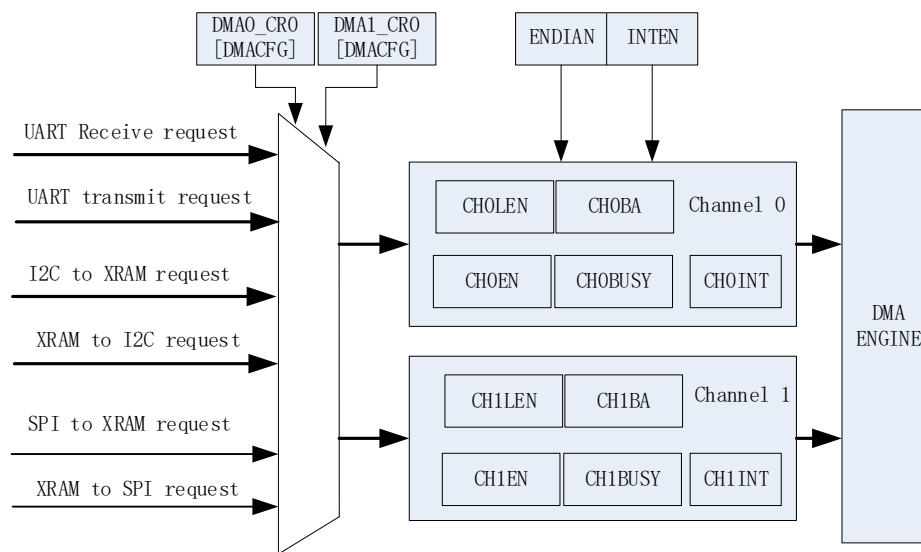 DMA0_CR0
[DMACFG]
DMA1_CR0
[DMACFG]
ENDIAN
INTEN
UART Receive request
UART transmit request
I2C to XRAM request
XRAM to I2C request
SPI to XRAM request
XRAM to SPI request
CH0LEN
CH0BA
Channel 0
CH0EN
CH0BUSY
CH0INT
CH1LEN
CH1BA
Channel 1
CH1EN
CH1BUSY
CH1INT
DMA
ENGINE